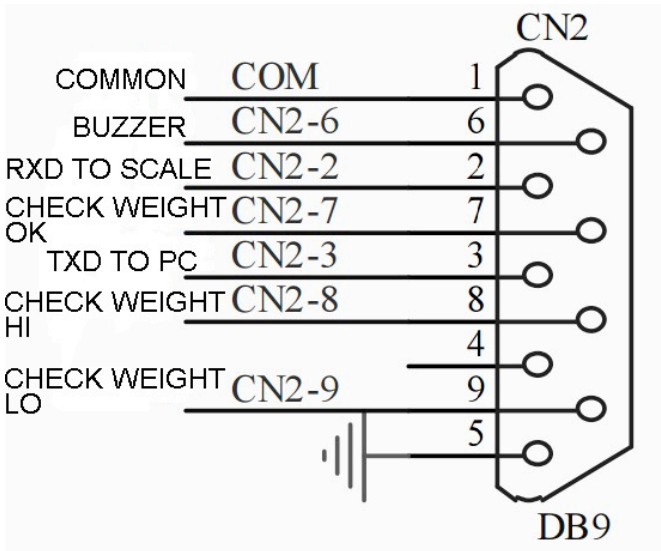 CN2
COMMON COM 1
BUZZER CN2-6 6
RXD TO SCALE CN2-2 2
CHECK WEIGHT OK CN2-7 7
TXD TO PC CN2-3 3
CHECK WEIGHT HI CN2-8 8
4
CHECK WEIGHT LO CN2-9 9
5
DB9